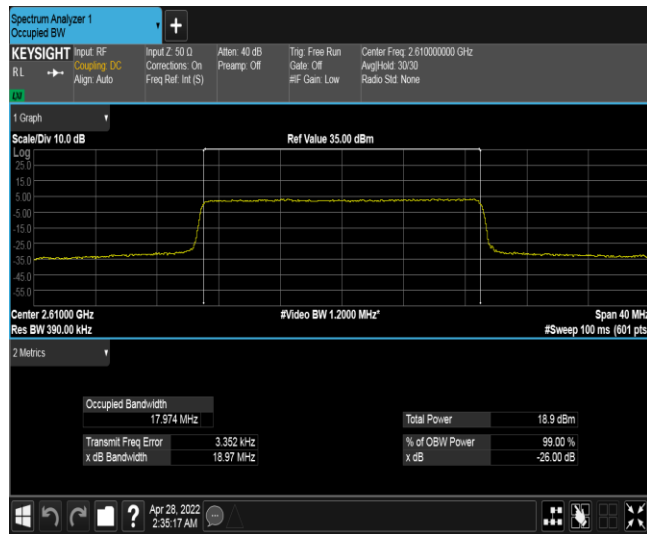 Spectrum Analyzer 1
Occupied BW
+
KEYSIGHT Input: RF Input Z: 50 Ω Atten: 40 dB Trig: Free Run Center Freq: 2.610000000 GHz
RL Coupling: DC Corrections: On Preamp: Off Gate: Off Avg|Hold: 30/30
Align: Auto Freq Ref: Int (S) #IF Gain: Low Radio Std: None
1 Graph
Scale/Div 10.0 dB Ref Value 35.00 dBm
Log
25.0
15.0
5.00
-5.00
-15.0
-25.0
-35.0
-45.0
-55.0
Center 2.61000 GHz #Video BW 1.2000 MHz* Span 40 MHz
Res BW 390.00 kHz #Sweep 100 ms (601 pts
2 Metrics
Occupied Bandwidth
17.974 MHz Total Power 18.9 dBm
Transmit Freq Error 3.352 kHz % of OBW Power 99.00 %
x dB Bandwidth 18.97 MHz x dB -26.00 dB
? Apr 28, 2022
2:35:17 AM